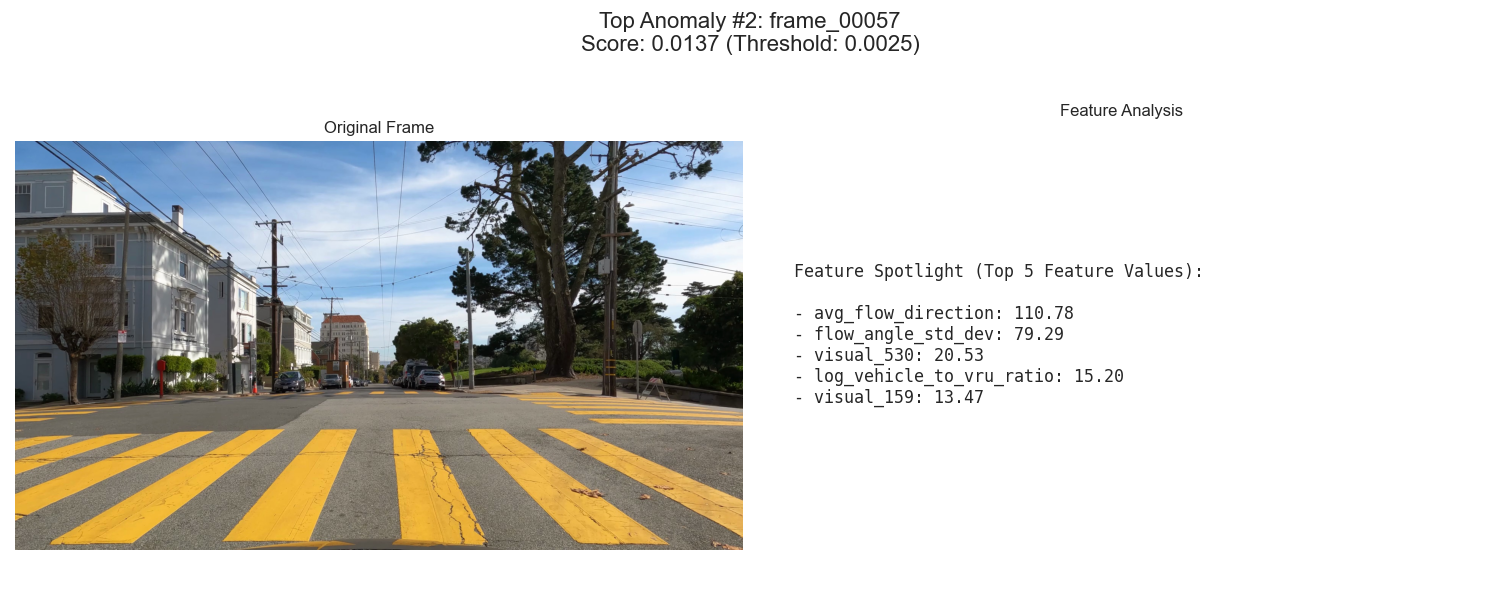 Top Anomaly #2: frame_00057
Score: 0.0137 (Threshold: 0.0025)
Original Frame
Feature Analysis
Feature Spotlight (Top 5 Feature Values):
- avg_flow_direction: 110.78
- flow_angle_std_dev: 79.29
- visual_530: 20.53
- log_vehicle_to_vru_ratio: 15.20
- visual_159: 13.47